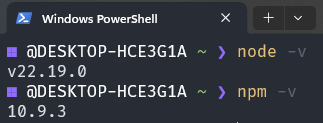 Windows PowerShell
@DESKTOP-HCE3G1A ~ ❯ node -v
v22.19.0
@DESKTOP-HCE3G1A ~ ❯ npm -v
10.9.3